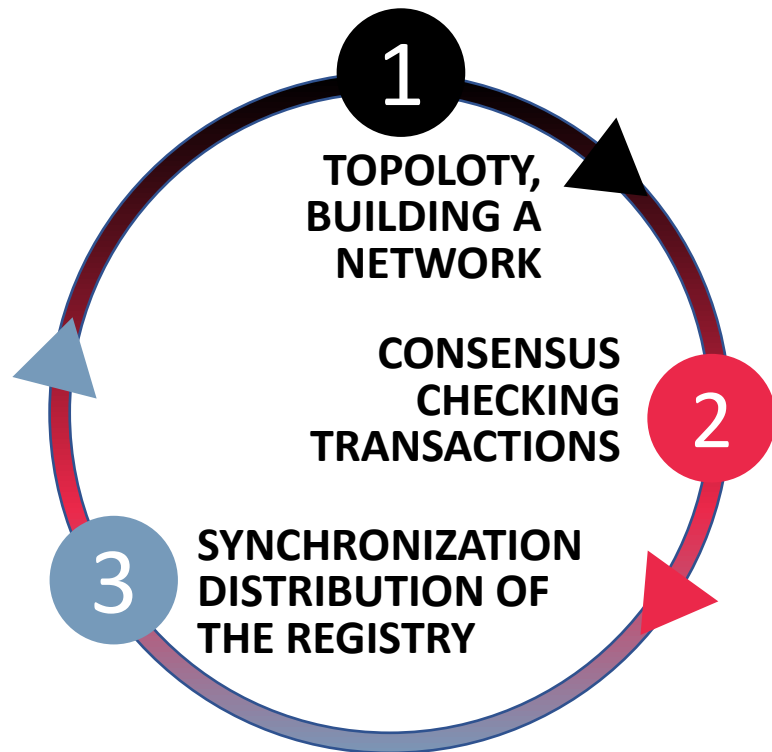 1
TOPOLOTY,
BUILDING A
NETWORK
CONSENSUS
CHECKING
TRANSACTIONS
2
3
SYNCHRONIZATION
DISTRIBUTION OF
THE REGISTRY